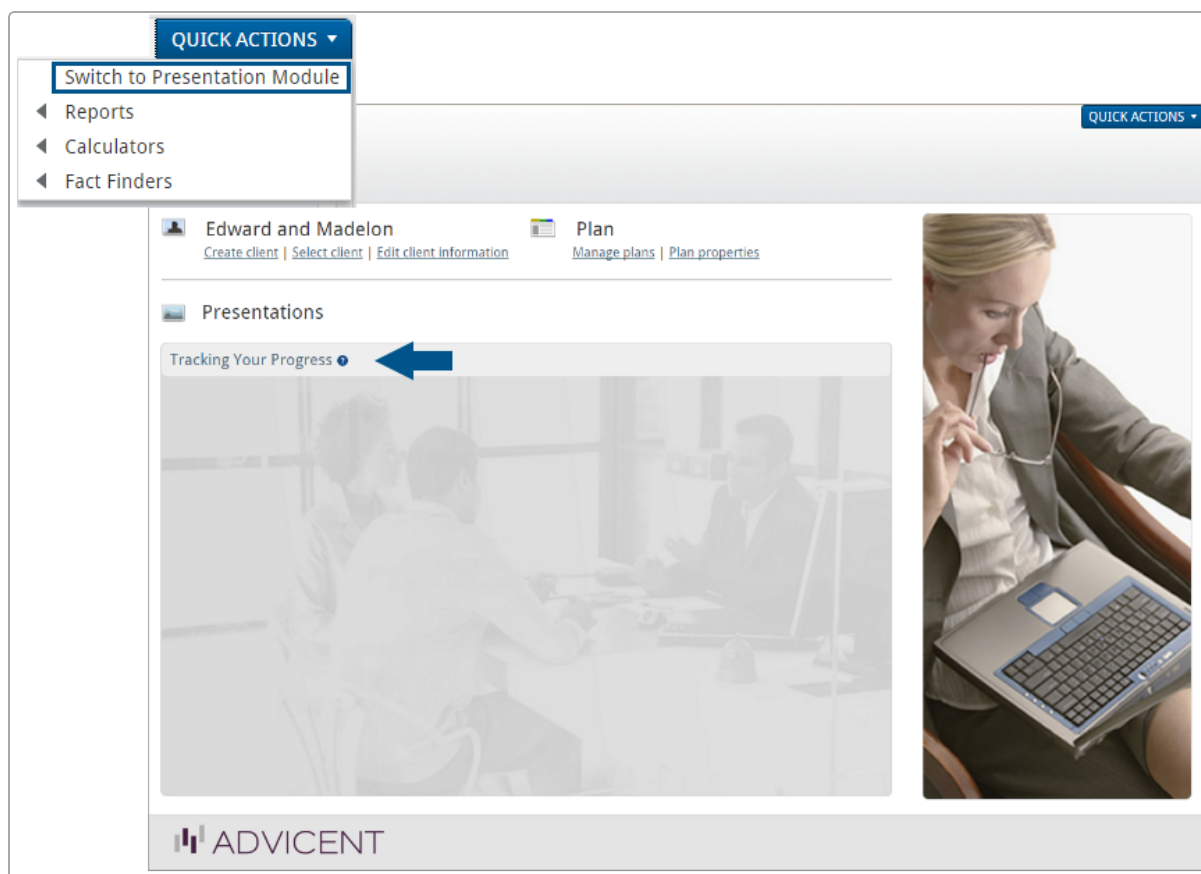 QUICK ACTIONS
Switch to Presentation Module
Reports
Calculators
Fact Finders
QUICK ACTIONS
Edward and Madelon
Create client | Select client | Edit client information
Plan
Manage plans | Plan properties
Presentations
Tracking Your Progress ?
ADVICENT